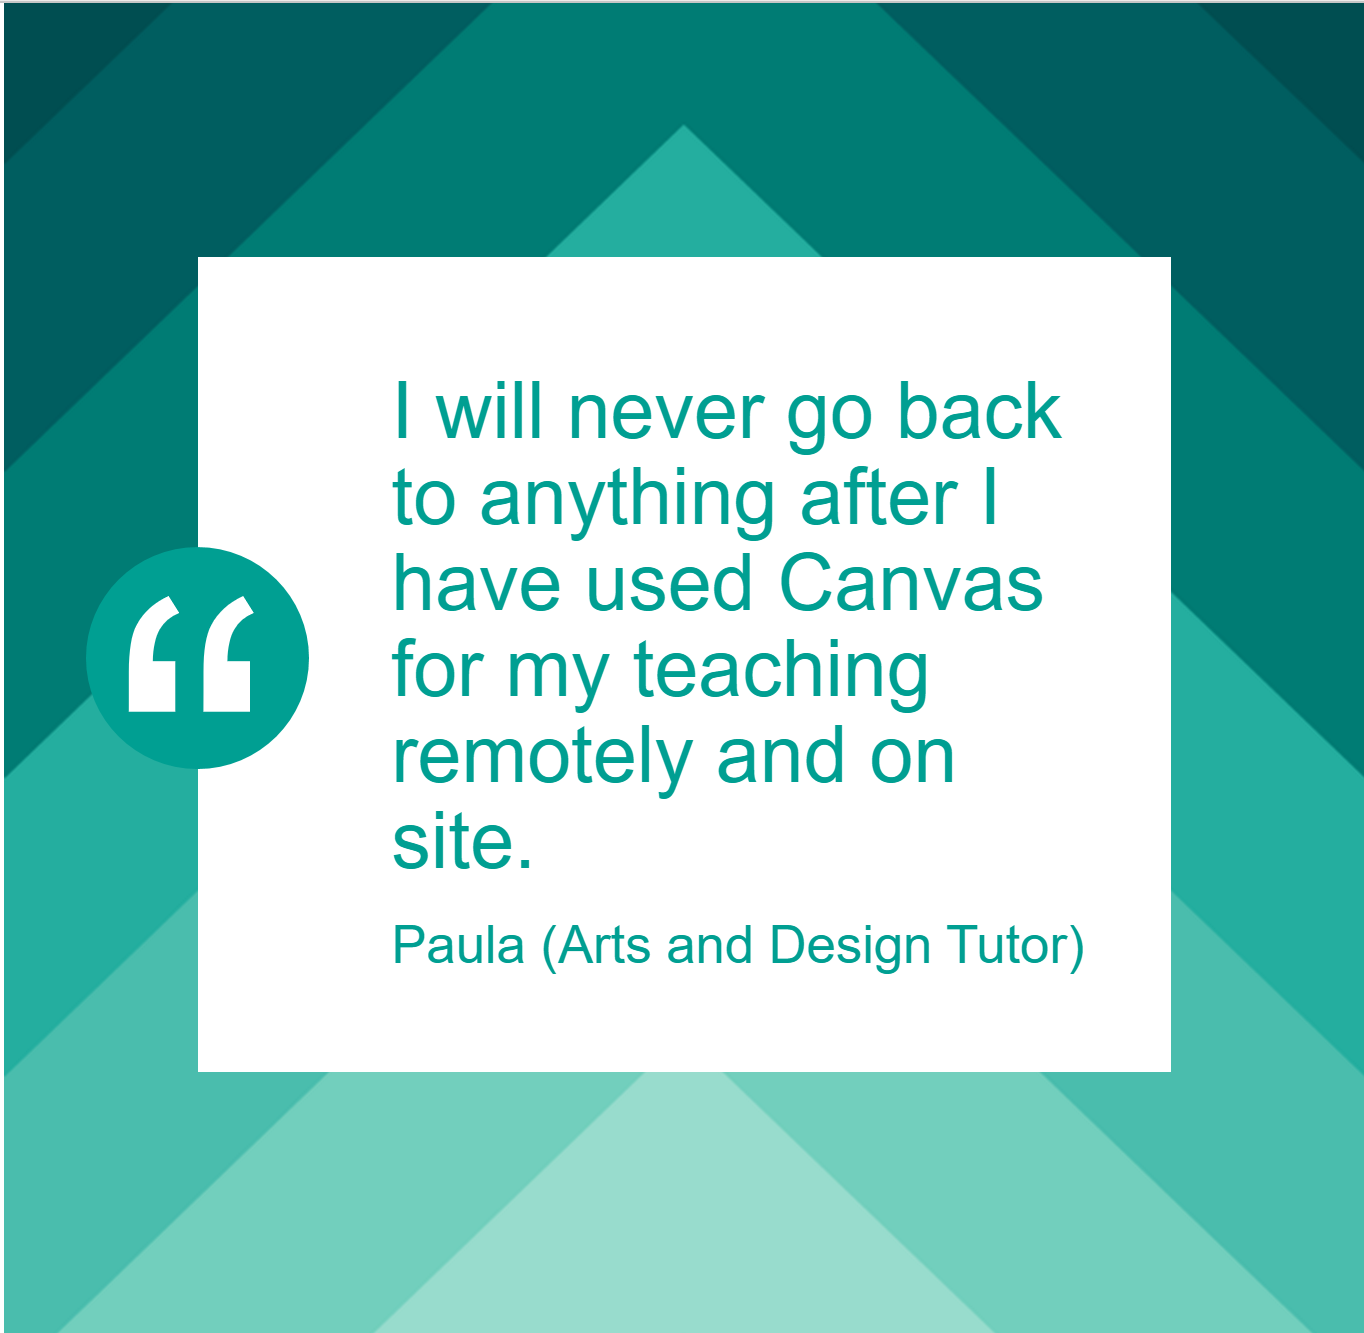 “
I will never go back
to anything after I
have used Canvas
for my teaching
remotely and on
site.
Paula (Arts and Design Tutor)